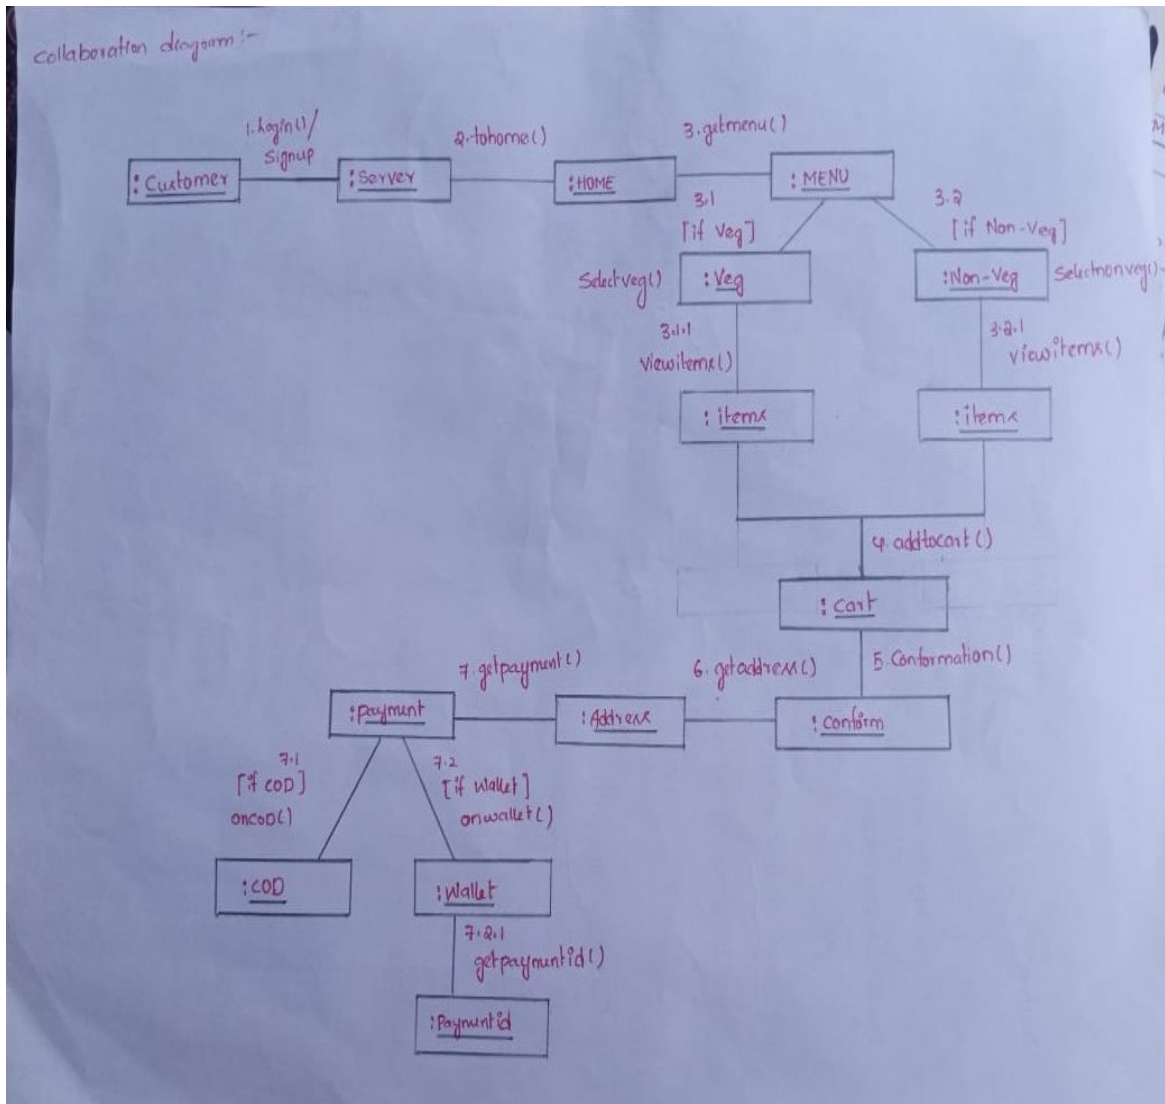 Collaboration diagram:-
1. Login()/
signup
2. tohome()
3. getmenu()
: Customer
: Server
: HOME
: MENU
3.1
[if Veg]
3.2
[if Non-Veg]
Selectveg()
: Veg
: Non-Veg
Selectnonveg()
3.1.1
viewitems()
3.2.1
viewitems()
: items
: items
4. addtocart()
: Cart
5. Conformation()
6. getaddress()
7. getpayment()
: payment
: Address
: Conform
7.1
[if COD]
onCOD()
7.2
[if Wallet]
onwallet()
: COD
: Wallet
7.2.1
getpaymentid()
: Paymentid